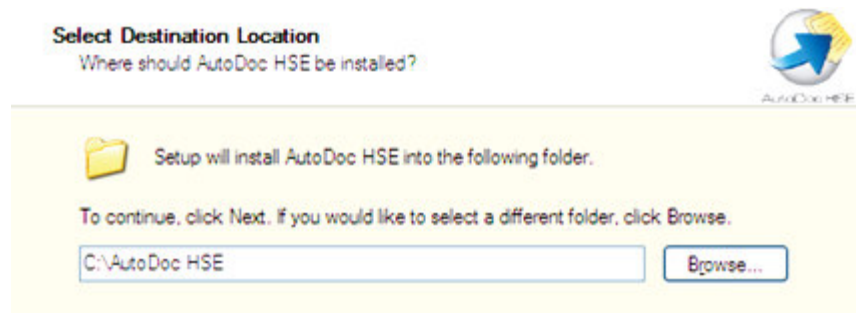 Select Destination Location
Where should AutoDoc HSE be installed?
AutoDoc HSE
Setup will install AutoDoc HSE into the following folder.
To continue, click Next. If you would like to select a different folder, click Browse.
C:\AutoDoc HSE
Browse...